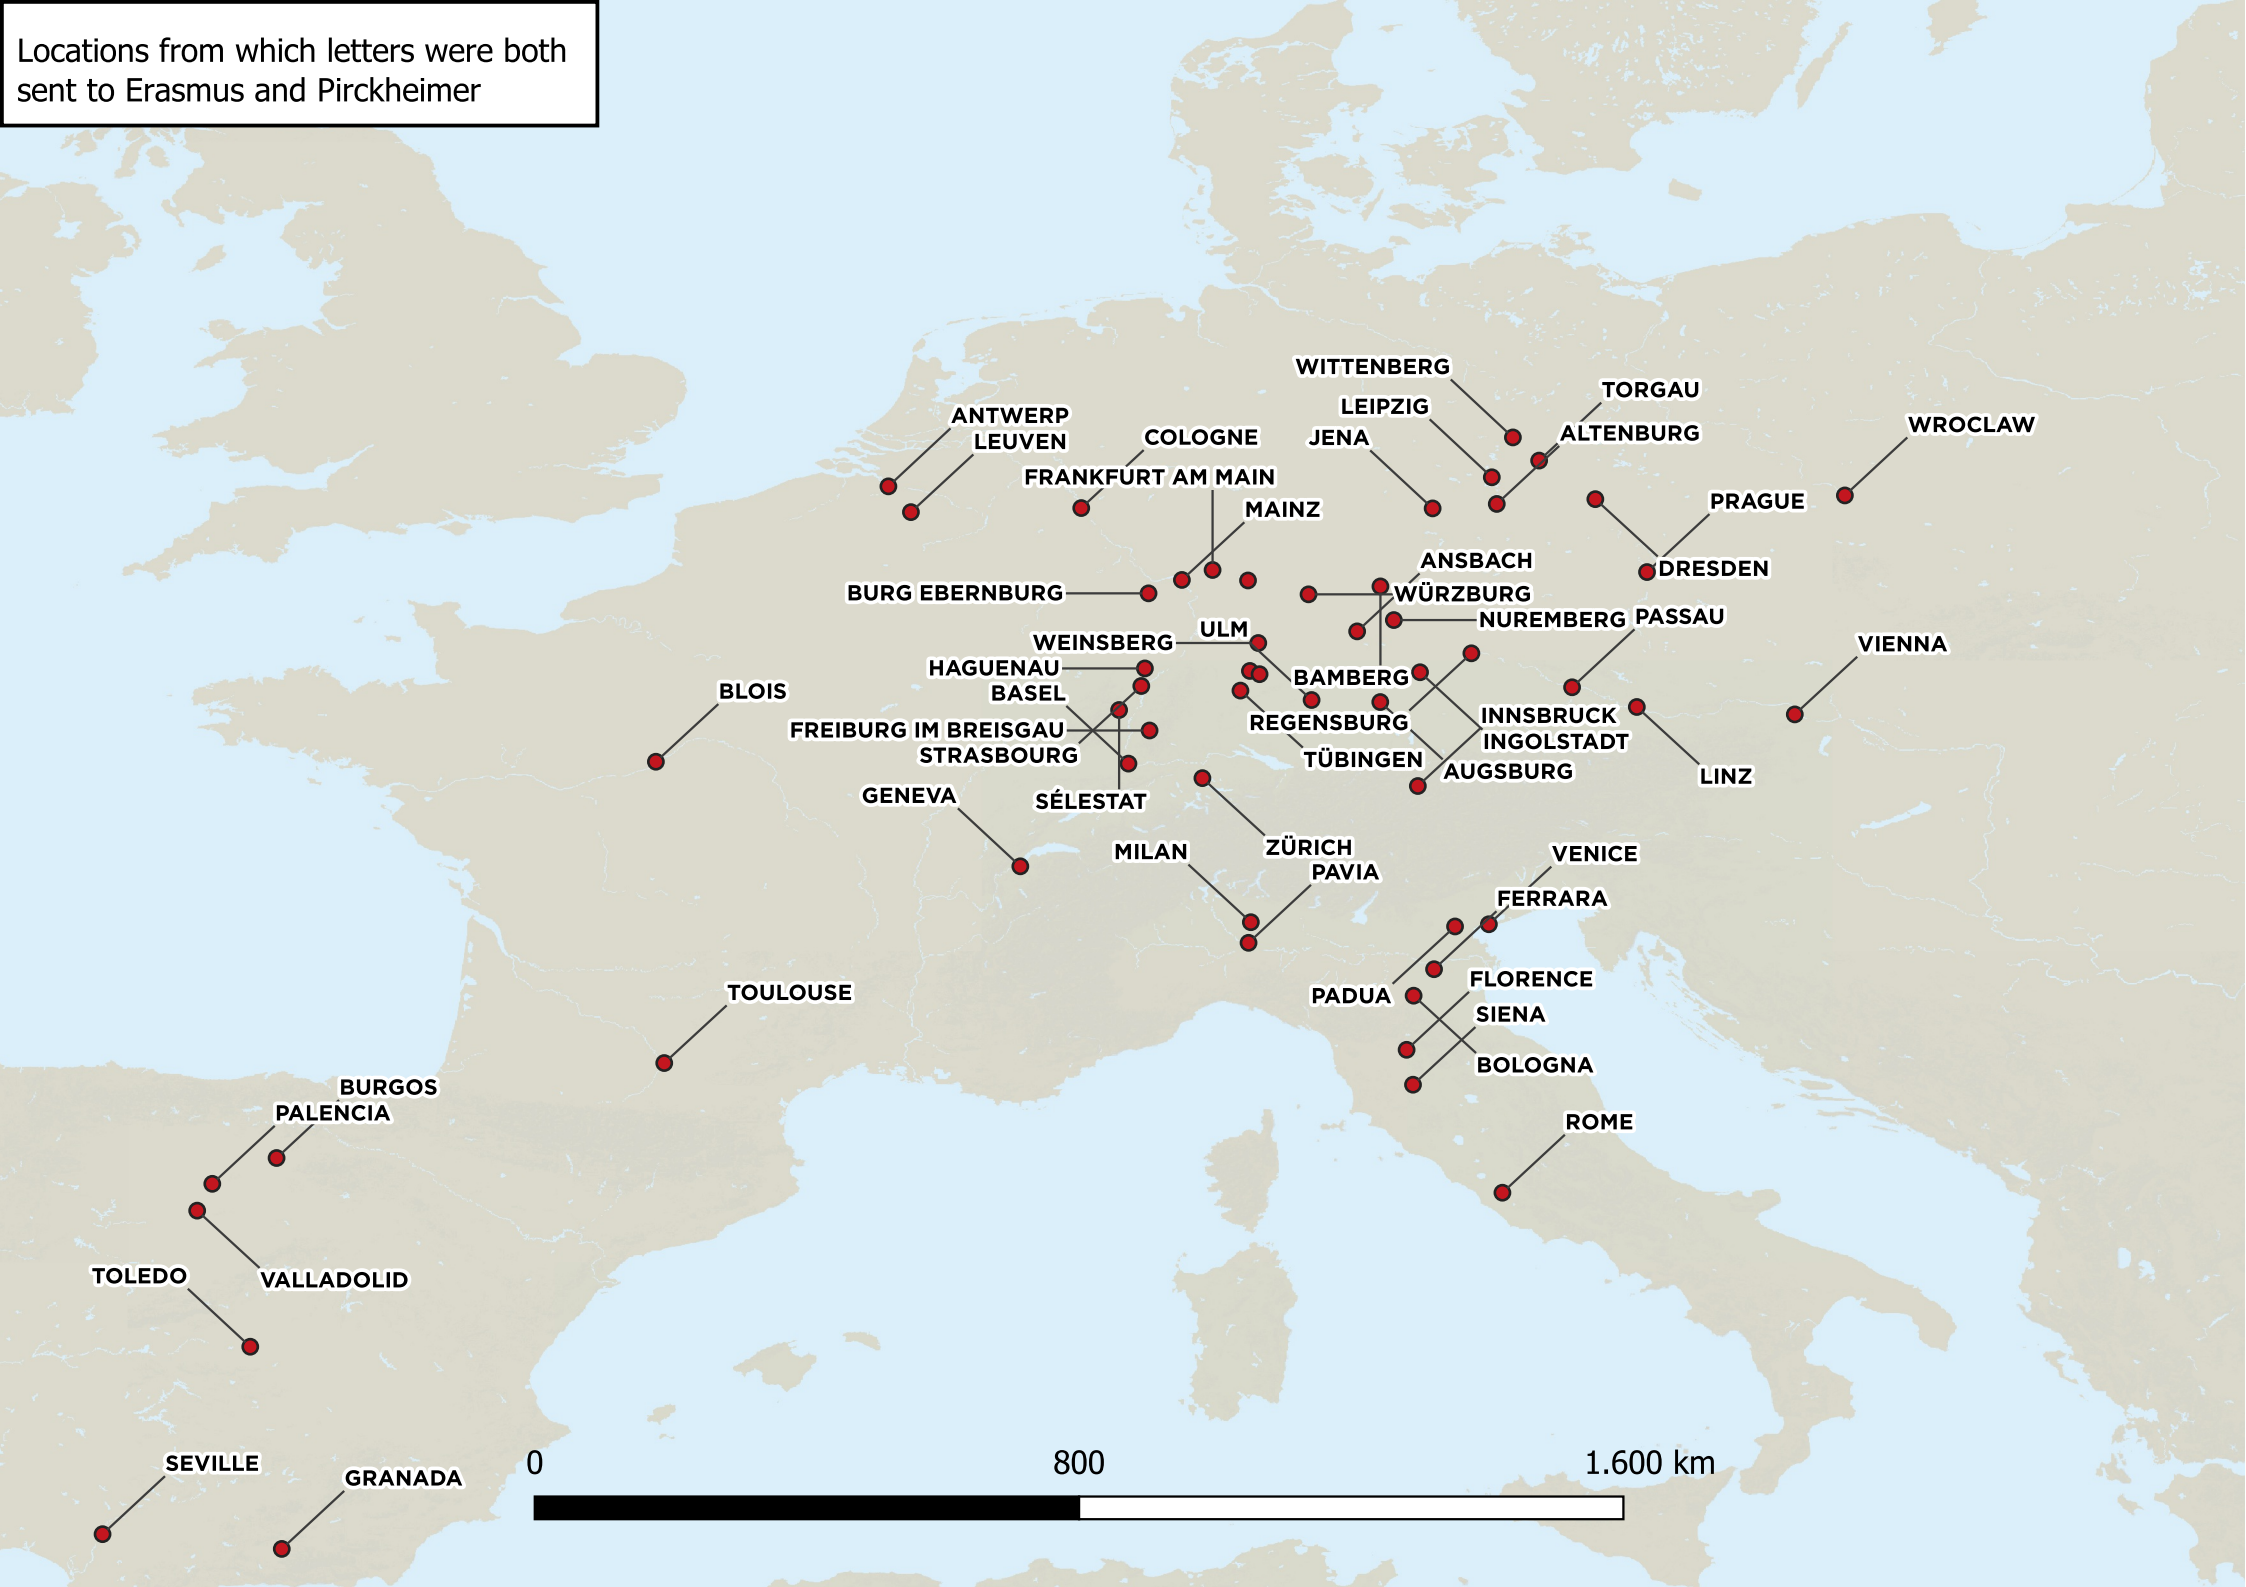 Locations from which letters were both
sent to Erasmus and Pirckheimer
WITTENBERG
TORGAU
LEIPZIG
ANTWERP
WROCLAW
ALTENBURG
COLOGNE
JENA
LEUVEN
FRANKFURT AM MAIN
PRAGUE
MAINZ
ANSBACH
DRESDEN
BURG EBERNBURG
WÜRZBURG
PASSAU
NUREMBERG
ULM
WEINSBERG
VIENNA
HAGUENAU
BAMBERG
BLOIS
BASEL
INNSBRUCK
REGENSBURG
FREIBURG IM BREISGAU
INGOLSTADT
STRASBOURG
TÜBINGEN
AUGSBURG
LINZ
GENEVA
SÉLESTAT
ZÜRICH
MILAN
VENICE
PAVIA
FERRARA
FLORENCE
TOULOUSE
PADUA
SIENA
BOLOGNA
BURGOS
PALENCIA
ROME
TOLEDO
VALLADOLID
SEVILLE
GRANADA
0 800 1.600 km